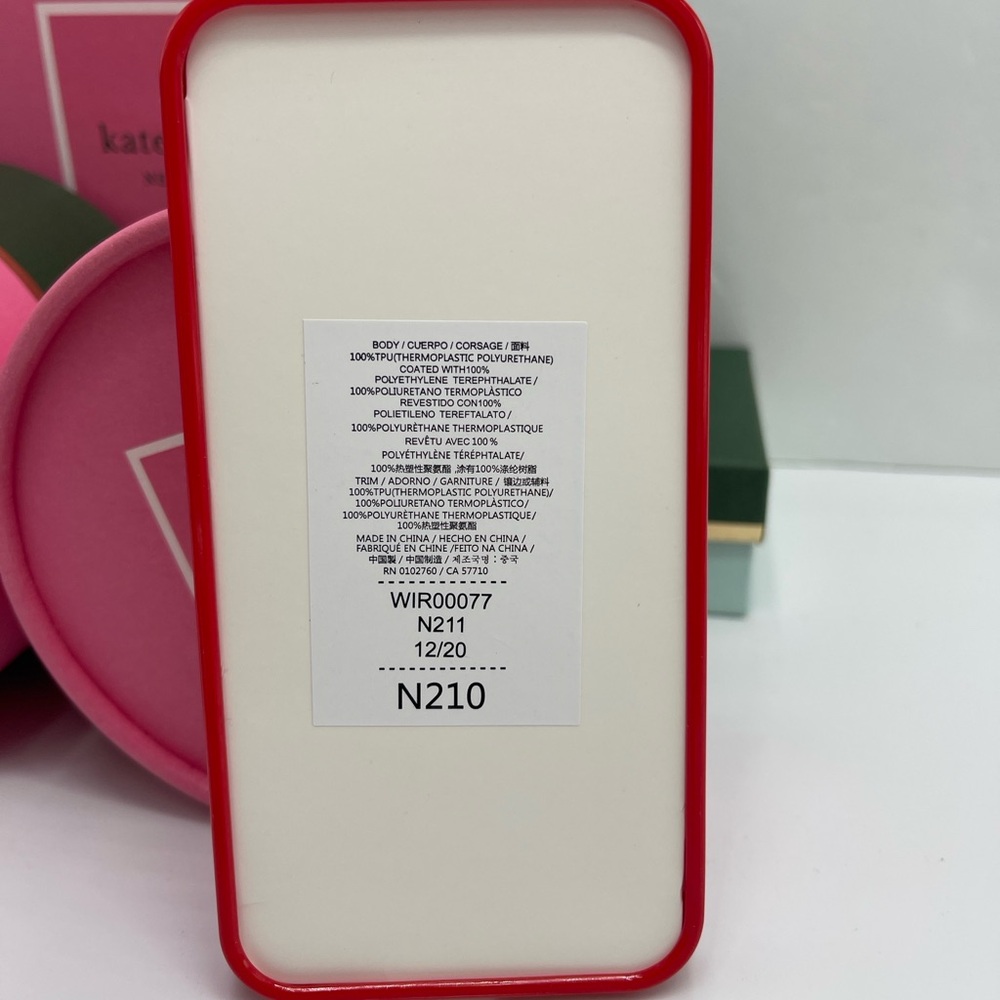 kate
BODY / CUERPO / CORSAGE / 面料
100%TPU(THERMOPLASTIC POLYURETHANE)
COATED WITH100%
POLYETHYLENE TEREPHTHALATE /
100%POLIURETANO TERMOPLÀSTICO
REVESTIDO CON100%
POLIETILENO TEREFTALATO /
100%POLYURÈTHANE THERMOPLASTIQUE
REVÊTU AVEC 100 %
POLYÉTHYLÈNE TÉRÉPHTALATE/
100%热塑性聚氨酯 ,涂有100%涤纶树脂
TRIM / ADORNO / GARNITURE / 镶边或辅料
100%TPU(THERMOPLASTIC POLYURETHANE)/
100%POLIURETANO TERMOPLÀSTICO/
100%POLYURÈTHANE THERMOPLASTIQUE/
100%热塑性聚氨酯
MADE IN CHINA / HECHO EN CHINA /
FABRIQUÉ EN CHINE /FEITO NA CHINA /
中国製 / 中国制造 / 제조국명 : 중국
RN 0102760 / CA 57710
WIR00077
N211
12/20
N210